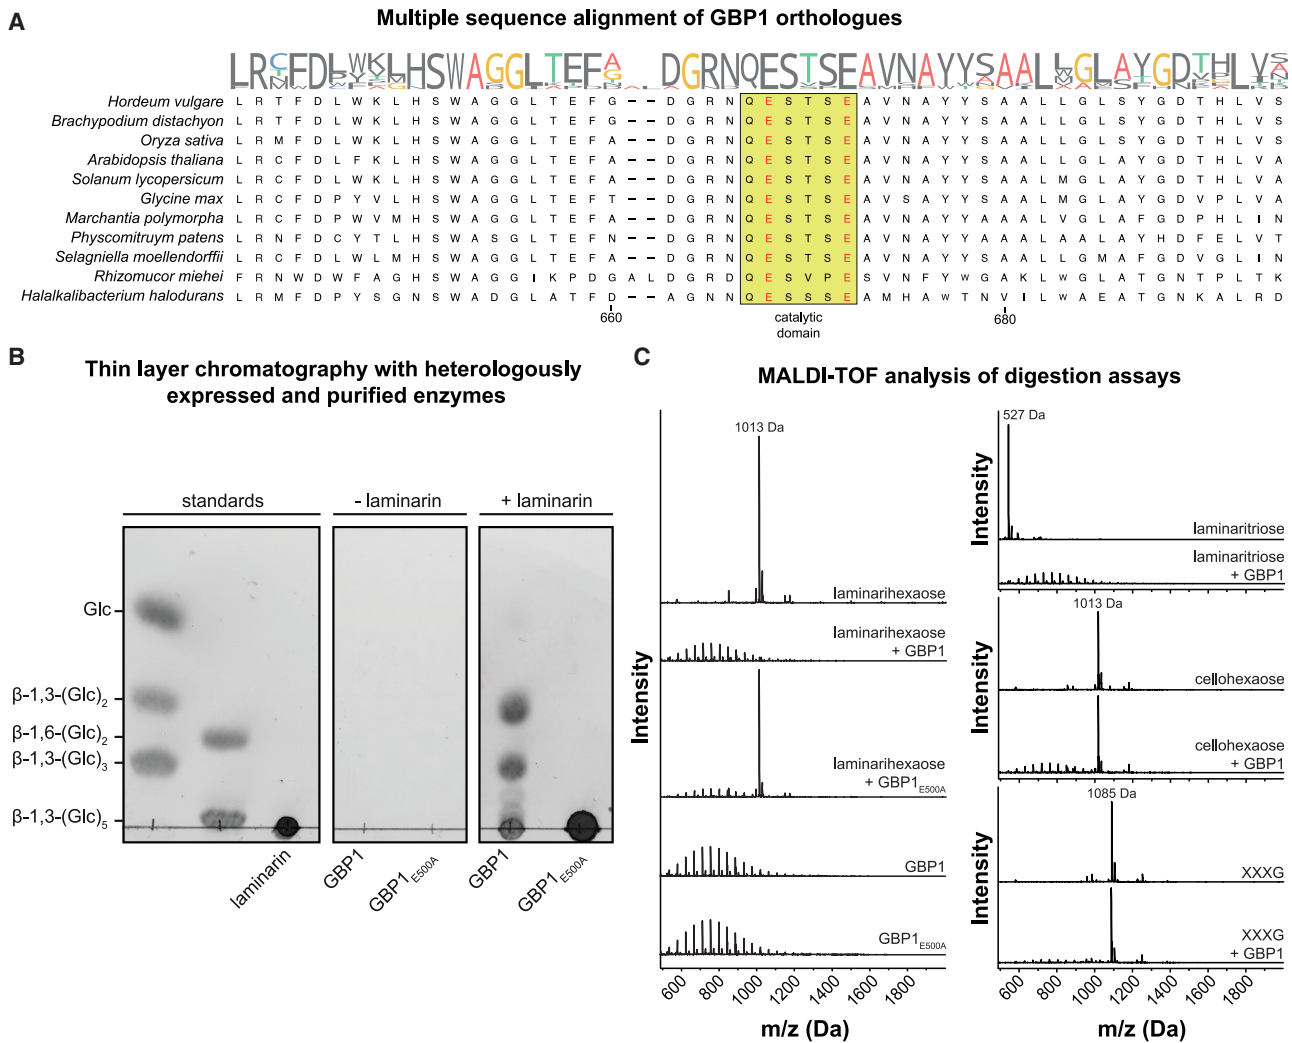 A
Multiple sequence alignment of GBP1 orthologues
Hordeum vulgare L R T F D L W K L H S W A G G L T E F G – – D G R N Q E S T S E A V N A Y Y S A A L L G L S Y G D T H L V S
Brachypodium distachyon L R T F D L W K L H S W A G G L T E F G – – D G R N Q E S T S E A V N A Y Y S A A L L G L S Y G D T H L V S
Oryza sativa L R M F D L W K L H S W A G G L T E F A – – D G R N Q E S T S E A V N A Y Y S A A L L G L S Y G D T H L V S
Arabidopsis thaliana L R C F D L F K L H S W A G G L T E F A – – D G R N Q E S T S E A V N A Y Y S A A L L G L A Y G D T H L V A
Solanum lycopersicum L R C F D L W K L H S W A G G L T E F A – – D G R N Q E S T S E A V N A Y Y S A A L M G L A Y G D T H L V A
Glycine max L R C F D P Y V L H S W A G G L T E F T – – D G R N Q E S T S E A V S A Y Y S A A L M G L A Y G D V P L V A
Marchantia polymorpha L R C F D P W V M H S W A G G L T E F A – – D G R N Q E S T S E A V N A Y Y A A A L V G L A F G D P H L I N
Physcomitruym patens L R N F D C Y T L H S W A S G L T E F N – – D G R N Q E S T S E A V N A Y Y A A A L A A L A Y H D F E L V T
Selagniella moellendorffii L R C F D L W L M H S W A G G L T E F A – – D G R N Q E S T S E A V N A Y Y S A A L L G M A F G D V G L I N
Rhizomucor miehei F R N W D W F A G H S W A G G I K P D G A L D G R D Q E S V P E S V N F Y W G A K L W G L A T G N T P L T K
Halalkalibacterium halodurans L R M F D P Y S G N S W A D G L A T F D – – A G N N Q E S S S E A M H A W T N V I L W A E A T G N K A L R D
660
catalytic
domain
680
B
Thin layer chromatography with heterologously
expressed and purified enzymes
standards
- laminarin
+ laminarin
Glc
β-1,3-(Glc)2
β-1,6-(Glc)2
β-1,3-(Glc)3
β-1,3-(Glc)5
laminarin
GBP1
GBP1E500A
GBP1
GBP1E500A
C
MALDI-TOF analysis of digestion assays
Intensity
1013 Da
laminarihexaose
laminarihexaose
+ GBP1
laminarihexaose
+ GBP1E500A
GBP1
GBP1E500A
600 800 1000 1200 1400 1600 1800
m/z (Da)
Intensity
527 Da
laminaritriose
laminaritriose
+ GBP1
Intensity
1013 Da
cellohexaose
cellohexaose
+ GBP1
Intensity
1085 Da
XXXG
XXXG
+ GBP1
600 800 1000 1200 1400 1600 1800
m/z (Da)